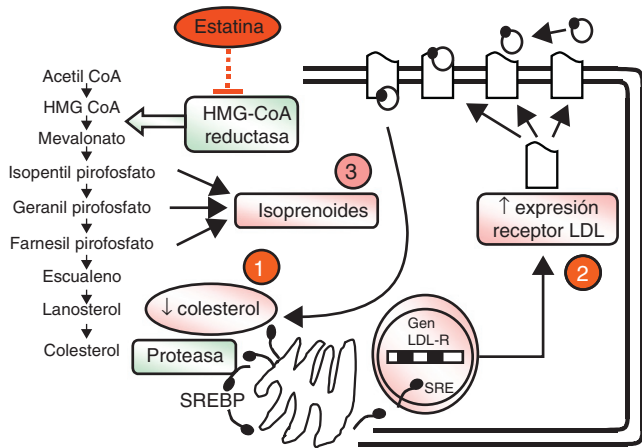 Estatina
Acetil CoA
HMG CoA
Mevalonato
Isopentil pirofosfato
Geranil pirofosfato
Farnesil pirofosfato
Escualeno
Lanosterol
Colesterol
HMG-CoA
reductasa
3
Isoprenoides
1
↓ colesterol
Proteasa
SREBP
Gen
LDL-R
SRE
↑ expresión
receptor LDL
2